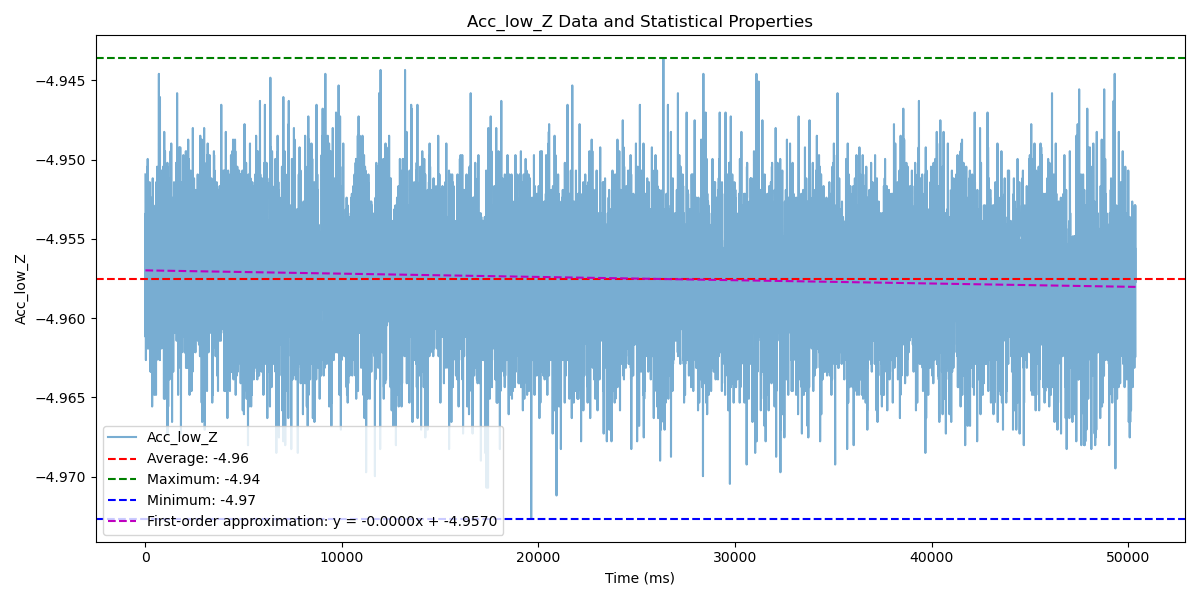 Acc_low_Z Data and Statistical Properties
Acc_low_Z
−4.945
−4.950
−4.955
−4.960
−4.965
−4.970
Acc_low_Z
Average: -4.96
Maximum: -4.94
Minimum: -4.97
First-order approximation: y = -0.0000x + -4.9570
0 10000 20000 30000 40000 50000
Time (ms)